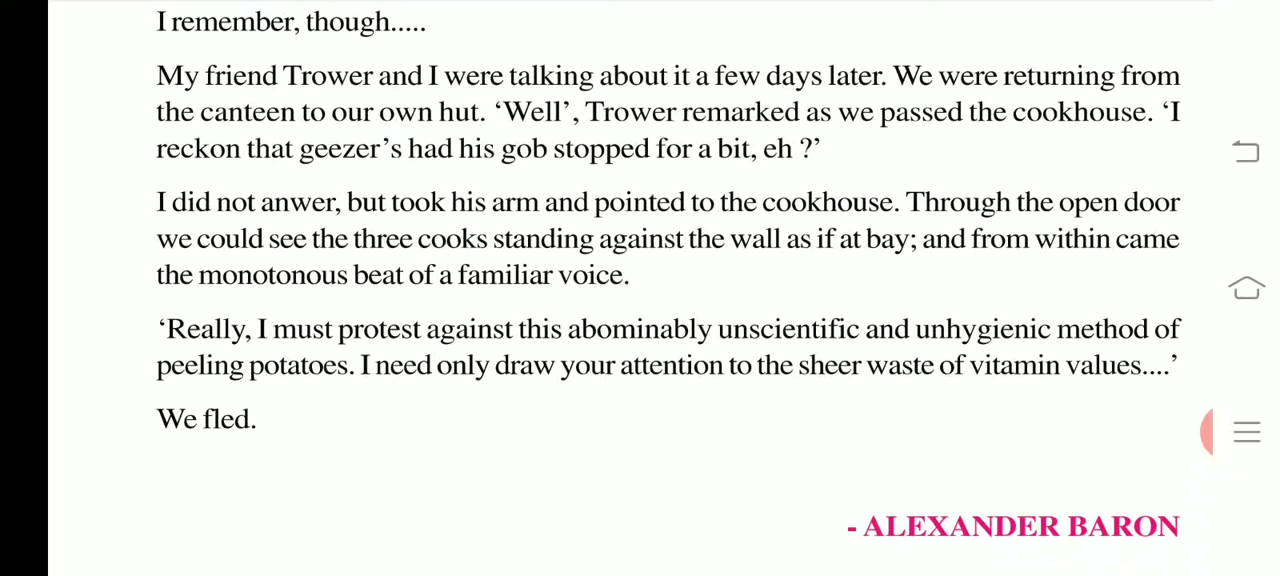 I remember, though.....
My friend Trower and I were talking about it a few days later. We were returning from
the canteen to our own hut. ‘Well’, Trower remarked as we passed the cookhouse. ‘I
reckon that geezer’s had his gob stopped for a bit, eh ?’
I did not anwer, but took his arm and pointed to the cookhouse. Through the open door
we could see the three cooks standing against the wall as if at bay; and from within came
the monotonous beat of a familiar voice.
‘Really, I must protest against this abominably unscientific and unhygienic method of
peeling potatoes. I need only draw your attention to the sheer waste of vitamin values....’
We fled.
- ALEXANDER BARON